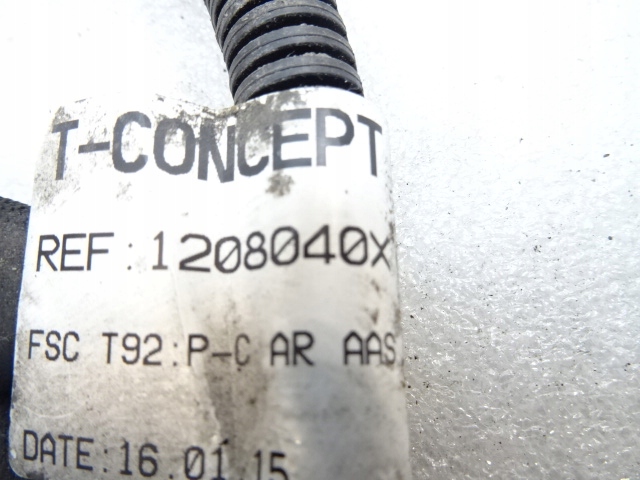 T-CONCEPT
REF: 1208040X
FSC T92:P-C AR AAS
DATE:16.01.15